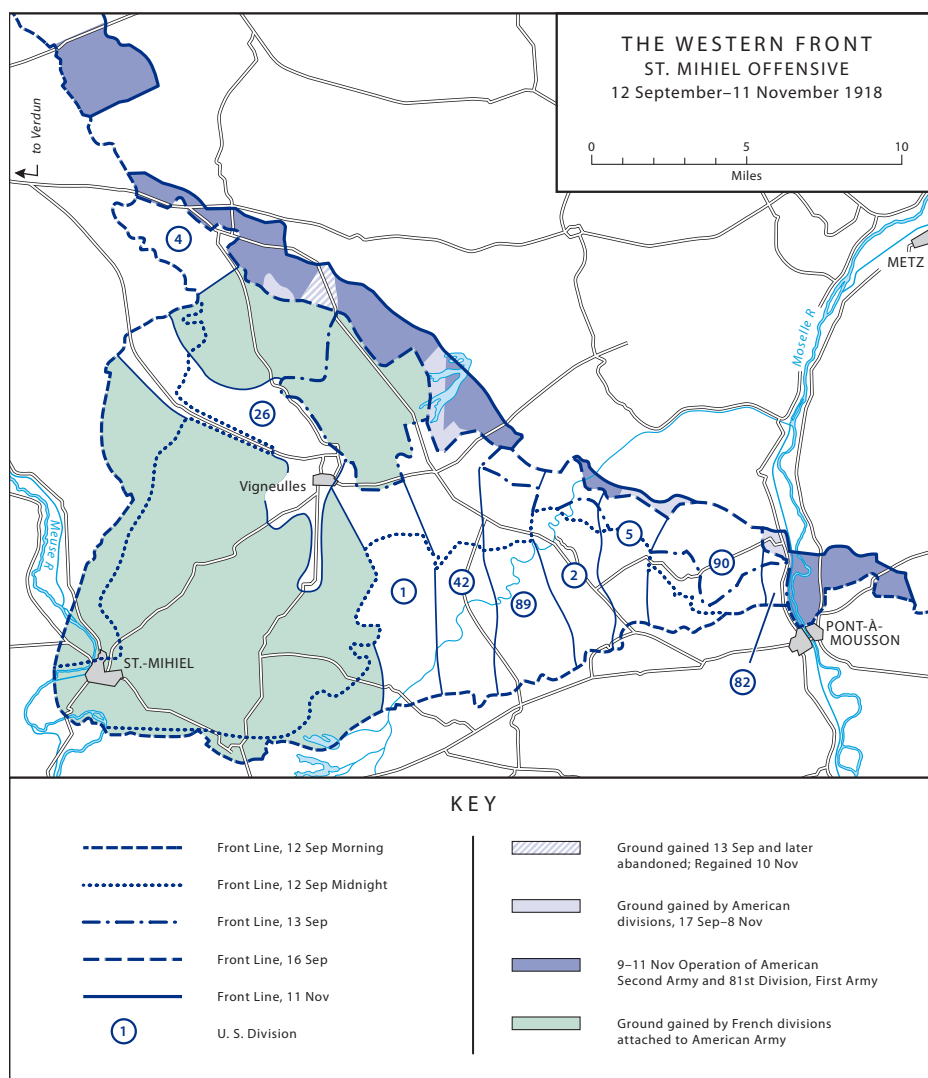 THE WESTERN FRONT
ST. MIHIEL OFFENSIVE
12 September–11 November 1918
0 5 10
Miles
to Verdun
4
METZ
Moselle R
26
Vigneulles
Meuse R
5
90
1
42
89
2
ST.-MIHIEL
PONT-À-
MOUSSON
82
KEY
Front Line, 12 Sep Morning
Front Line, 12 Sep Midnight
Front Line, 13 Sep
Front Line, 16 Sep
Front Line, 11 Nov
1
U. S. Division
Ground gained 13 Sep and later
abandoned; Regained 10 Nov
Ground gained by American
divisions, 17 Sep–8 Nov
9–11 Nov Operation of American
Second Army and 81st Division, First Army
Ground gained by French divisions
attached to American Army